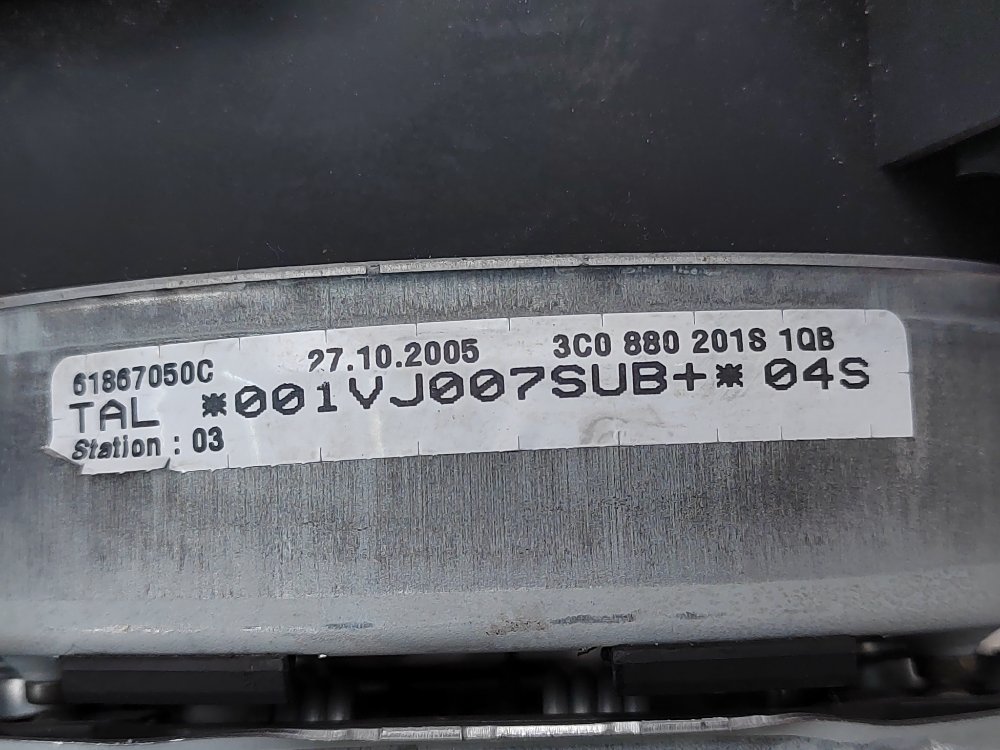 61867050C 27.10.2005 3C0 880 201S 1QB
TAL *001VJ007SUB+* 04S
Station : 03